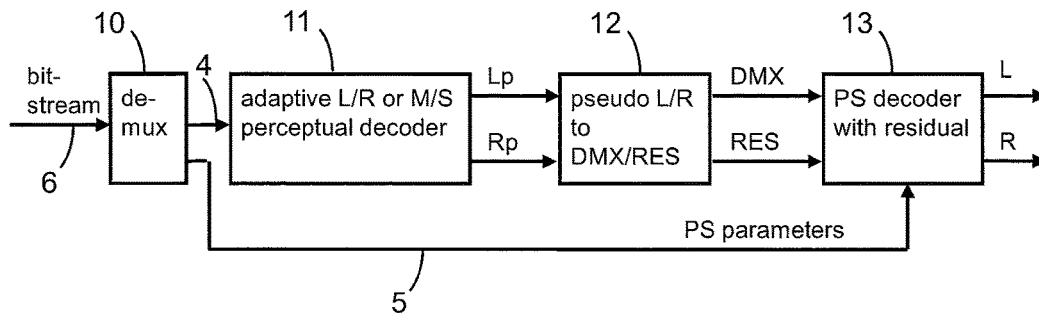 10
11
12
13
bit-
stream
6
de-
mux
4
adaptive L/R or M/S
perceptual decoder
Lp
Rp
pseudo L/R
to
DMX/RES
DMX
RES
PS decoder
with residual
L
R
PS parameters
5